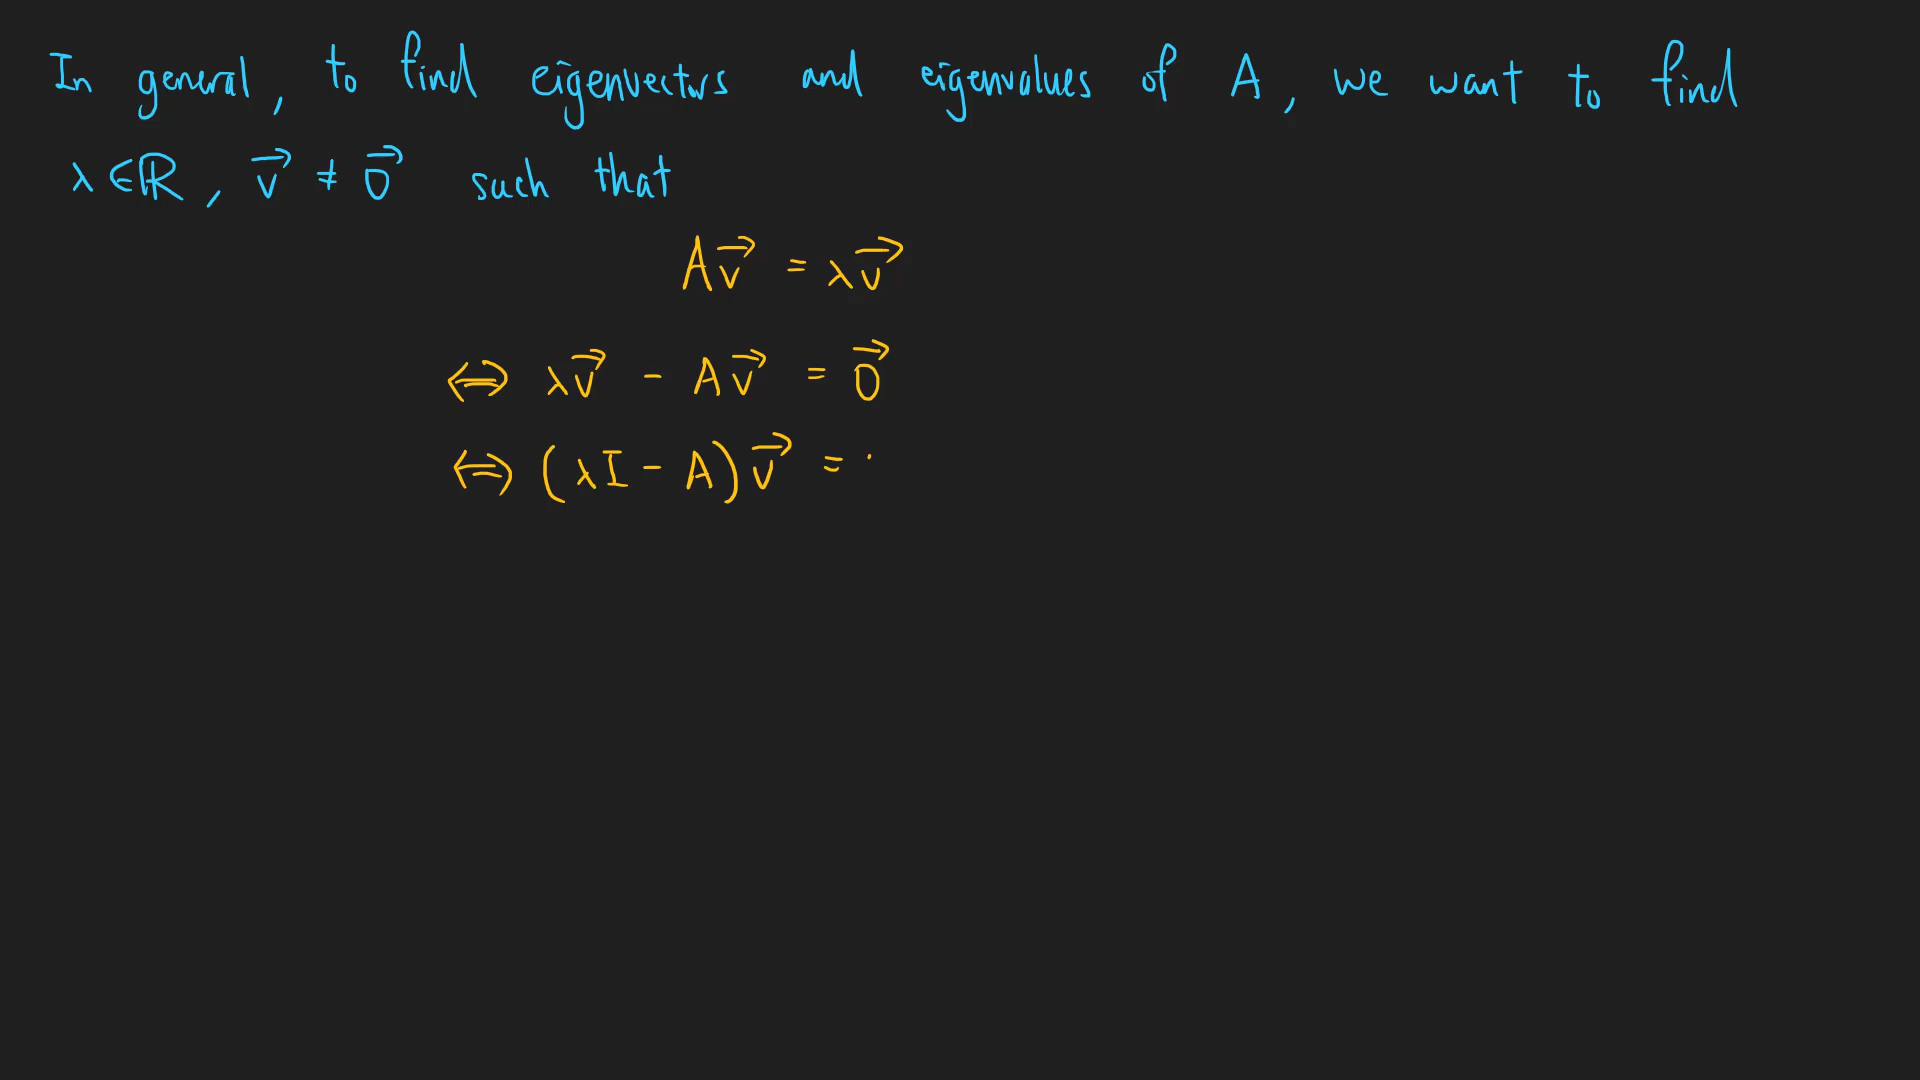 In general, to find eigenvectors and eigenvalues of A, we want to find
λ ∈ ℝ, v⃗ ≠ 0⃗ such that
Av⃗ = λv⃗
⇔ λv⃗ - Av⃗ = 0⃗
⇔ (λI - A)v⃗ =